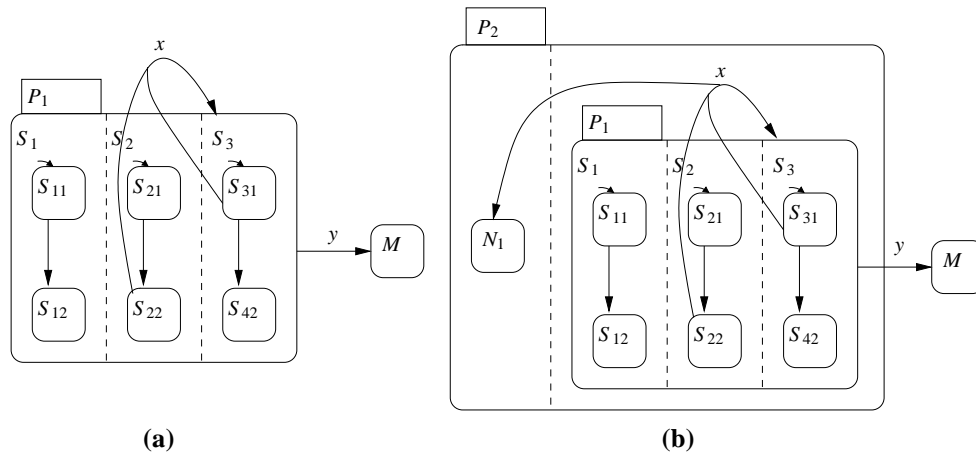 x
P1
S1 S2 S3
S11 S21 S31
y
M
S12 S22 S42
(a)
P2
x
P1
S1 S2 S3
S11 S21 S31
N1
y
M
S12 S22 S42
(b)